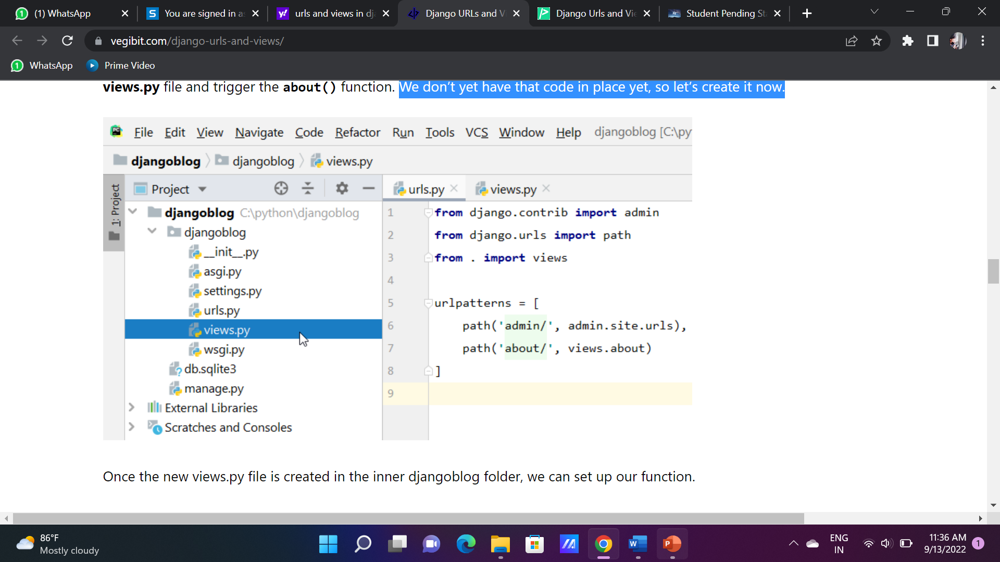 (1) WhatsApp
You are signed in as
urls and views in dj
Django URLs and V
Django Urls and Vie
Student Pending St
vegibit.com/django-urls-and-views/
WhatsApp
Prime Video
views.py file and trigger the about() function. We don't yet have that code in place yet, so let's create it now.
File Edit View Navigate Code Refactor Run Tools VCS Window Help djangoblog [C:\py
djangoblog djangoblog views.py
1: Project
Project
urls.py
views.py
djangoblog C:\python\djangoblog
djangoblog
__init__.py
asgi.py
settings.py
urls.py
views.py
wsgi.py
db.sqlite3
manage.py
External Libraries
Scratches and Consoles
1 from django.contrib import admin
2 from django.urls import path
3 from . import views
4
5 urlpatterns = [
6 path('admin/', admin.site.urls),
7 path('about/', views.about)
8 ]
9
Once the new views.py file is created in the inner djangoblog folder, we can set up our function.
86°F
Mostly cloudy
ENG
IN
11:36 AM
9/13/2022
1